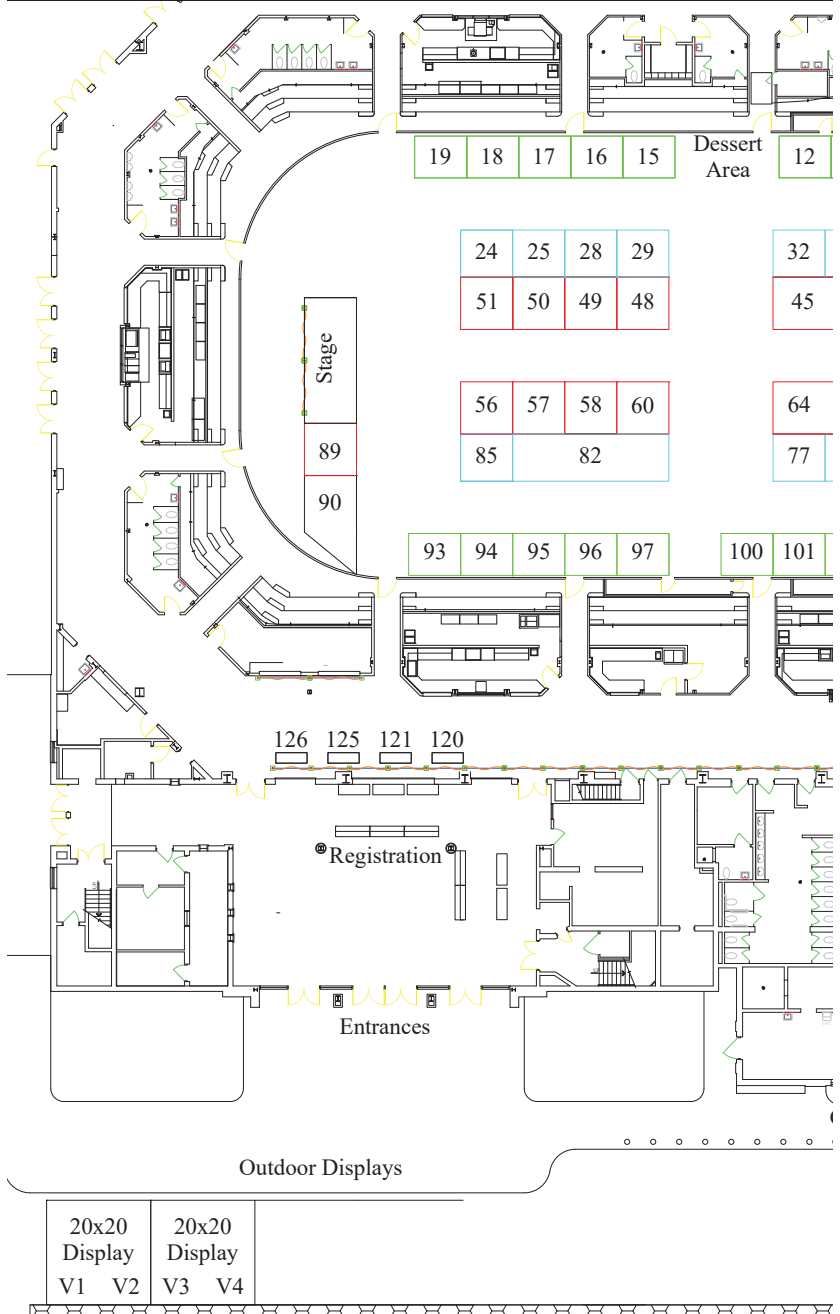 19 18 17 16 15
Dessert
Area
12
24 25 28 29 32
51 50 49 48 45
Stage
56 57 58 60 64
89
85 82 77
90
93 94 95 96 97 100 101
126 125 121 120
Registration
Entrances
Outdoor Displays
20x20 20x20
Display Display
V1 V2 V3 V4